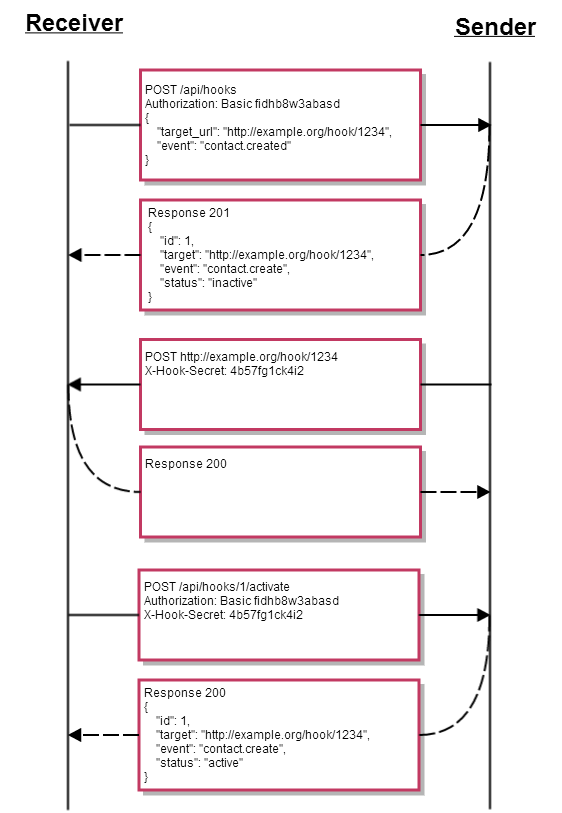 Receiver
Sender
POST /api/hooks
Authorization: Basic fidhb8w3abasd
{
"target_url": "http://example.org/hook/1234",
"event": "contact.created"
}
Response 201
{
"id": 1,
"target": "http://example.org/hook/1234",
"event": "contact.create",
"status": "inactive"
}
POST http://example.org/hook/1234
X-Hook-Secret: 4b57fg1ck4i2
Response 200
POST /api/hooks/1/activate
Authorization: Basic fidhb8w3abasd
X-Hook-Secret: 4b57fg1ck4i2
Response 200
{
"id": 1,
"target": "http://example.org/hook/1234",
"event": "contact.create",
"status": "active"
}